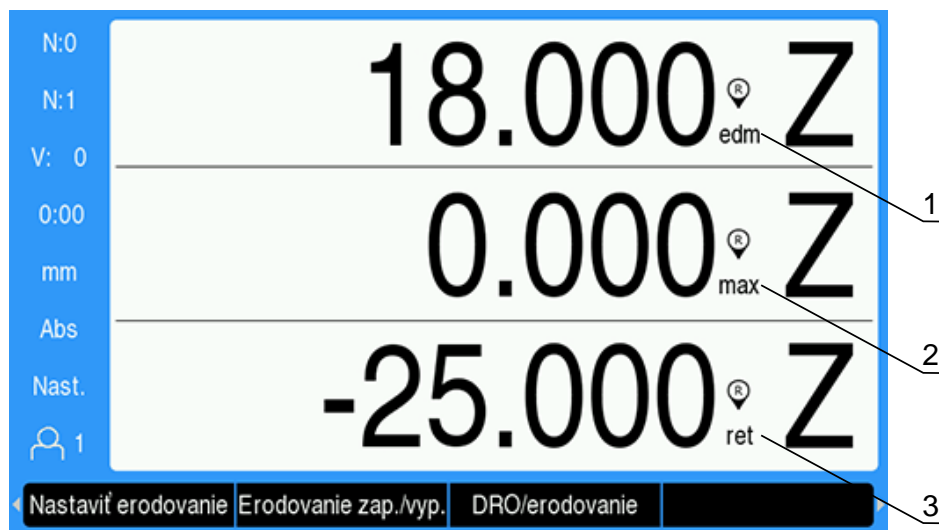 N:0
N:1
V: 0
0:00
mm
Abs
Nast.
1
18.000 R edm Z
0.000 R max Z
-25.000 R ret Z
1
2
3
Nastaviť erodovanie Erodovanie zap./vyp. DRO/erodovanie